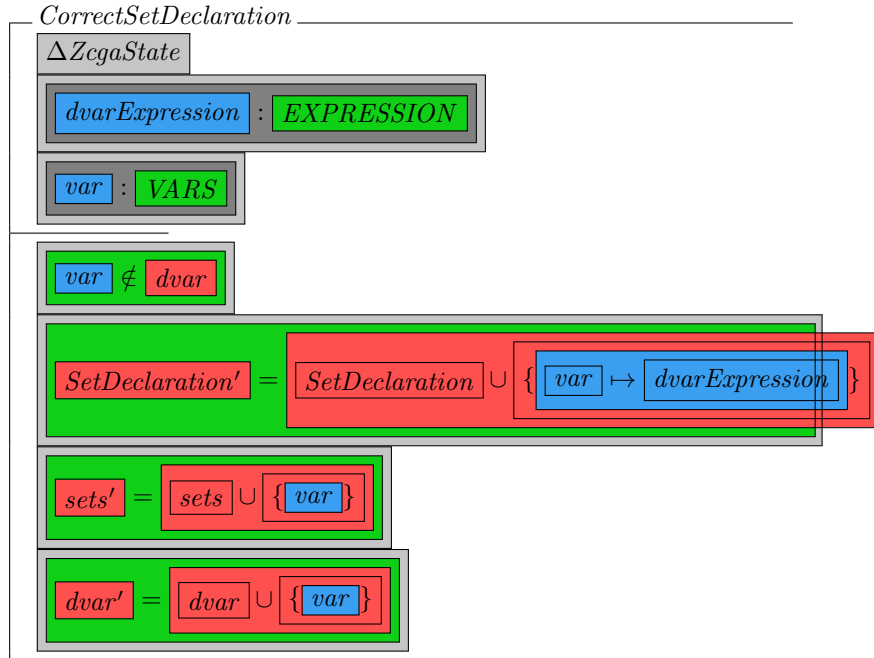 CorrectSetDeclaration
ΔZcgaState
dvarExpression : EXPRESSION
var : VARS
var ∉ dvar
SetDeclaration′ = SetDeclaration ∪ {var ↦ dvarExpression}
sets′ = sets ∪ {var}
dvar′ = dvar ∪ {var}